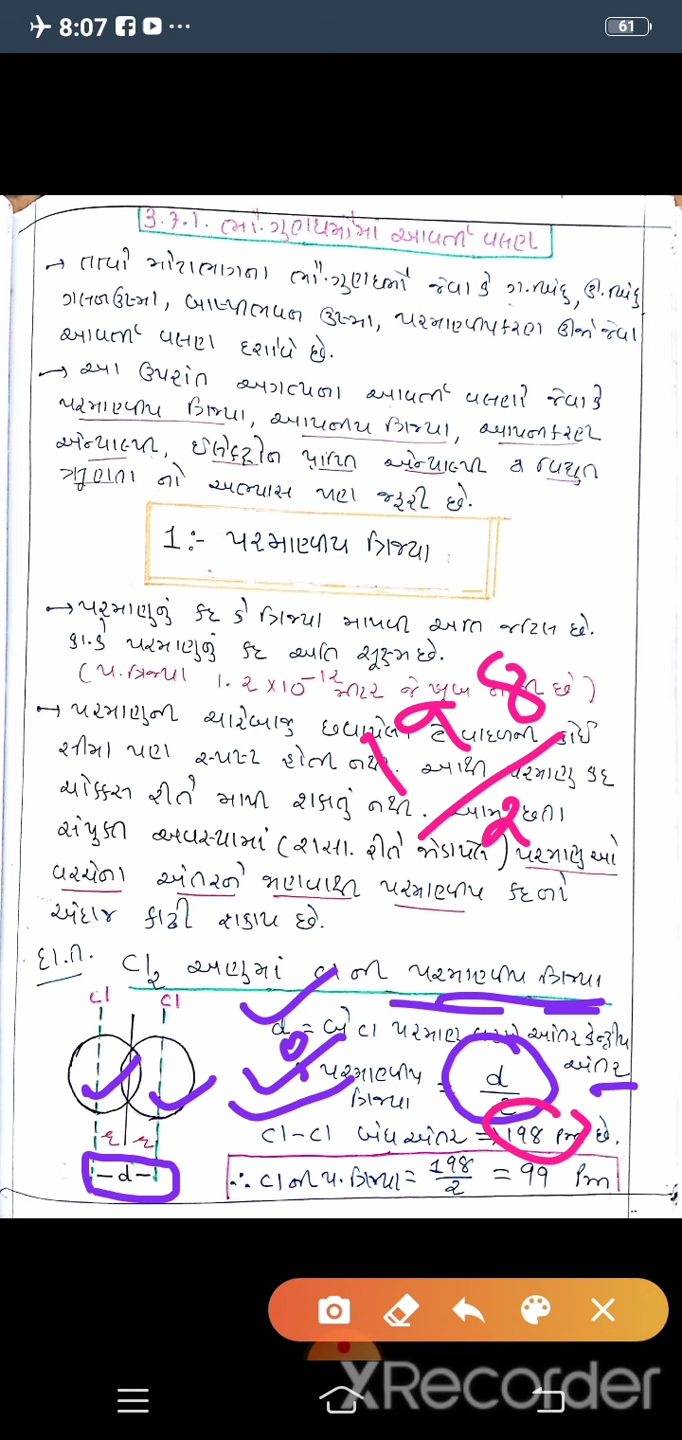 8:07
61
3.7.1. ભૌ.ગુણધર્મોમાં આવર્તી વલણ
→ તત્વો મોટાભાગના ભૌ.ગુણધર્મો જેવા કે ગ.બિંદુ, ઉ.બિંદુ,
ગલનઉષ્મા, બાષ્પીભવન ઉષ્મા, પરમાણ્વીયકરણ ઊર્જા જેવા
આવર્તી વલણ દર્શાવે છે.
→ આ ઉપરાંત અગત્યના આવર્તી વલણો જેવા કે
પરમાણ્વીય ત્રિજ્યા, આયનીય ત્રિજ્યા, આયનીકરણ
એન્થાલ્પી, ઈલેક્ટ્રોન પ્રાપ્તિ એન્થાલ્પી વ વિદ્યુત
ઋણતા નો અભ્યાસ પણ જરૂરી છે.
1:- પરમાણ્વીય ત્રિજ્યા
→ પરમાણુનું કદ કે ત્રિજ્યા માપવી અતિ જટિલ છે.
કા.કે પરમાણુનું કદ અતિ સૂક્ષ્મ છે.
(પ.ત્રિજ્યા 1.2 × 10⁻¹² મીટર જે ખૂબ છે)
198
→ પરમાણુની ચારેબાજુ છવાયેલા વાદળની કોઈ
સીમા પણ સ્પષ્ટ હોતી નથી. આથી પરમાણુ કદ
2
ચોક્કસ રીતે માપી શકાતું નથી. આમ છતા
સંયુક્ત અવસ્થામાં (રાસા. રીતે જોડાયેલ) પરમાણુ ઓ
વચ્ચેના અંતરને જાણવાથી પરમાણ્વીય કદનો
અંદાજ કાઢી શકાય છે.
દા.ત. Cl₂ અણુમાં Cl ની પરમાણ્વીય ત્રિજ્યા
Cl Cl
d = બે Cl પરમાણુ વચ્ચે આંતરકેન્દ્રીય
અંતર
પરમાણ્વીય ત્રિજ્યા = d/2
r r
Cl-Cl બંધ અંતર = 198 Pm છે.
-d-
∴ Cl ની પ. ત્રિજ્યા = 198/2 = 99 Pm
XRecorder